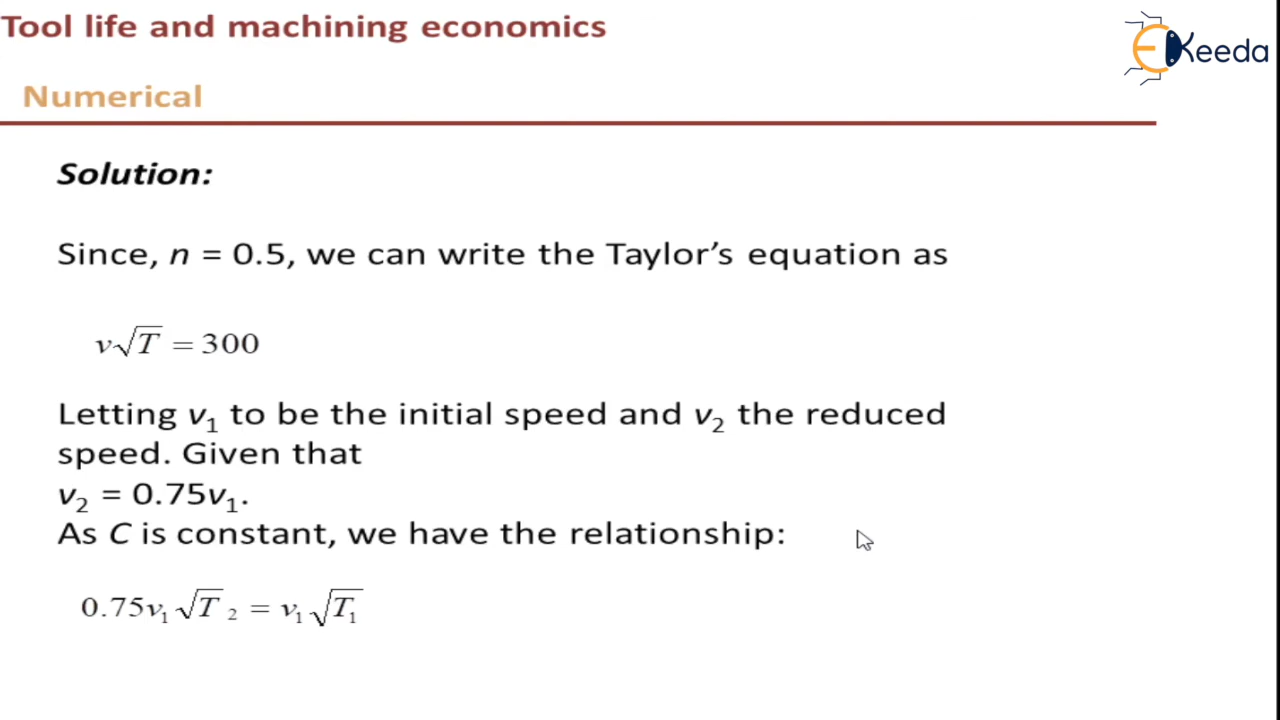 Tool life and machining economics
EKeeda
Numerical
Solution:
Since, n = 0.5, we can write the Taylor's equation as
v√T = 300
Letting v₁ to be the initial speed and v₂ the reduced
speed. Given that
v₂ = 0.75v₁.
As C is constant, we have the relationship:
0.75v₁√T₂ = v₁√T₁